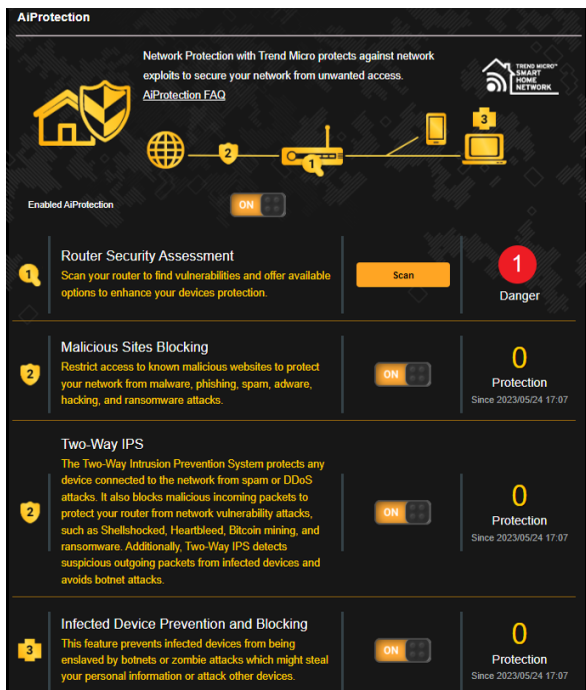 AiProtection
Network Protection with Trend Micro protects against network
exploits to secure your network from unwanted access.
AiProtection FAQ
TREND MICRO™
SMART
HOME
NETWORK
3
2
1
Enabled AiProtection
ON
1
Router Security Assessment
Scan your router to find vulnerabilities and offer available
options to enhance your devices protection.
Scan
1
Danger
2
Malicious Sites Blocking
Restrict access to known malicious websites to protect
your network from malware, phishing, spam, adware,
hacking, and ransomware attacks.
ON
0
Protection
Since 2023/05/24 17:07
2
Two-Way IPS
The Two-Way Intrusion Prevention System protects any
device connected to the network from spam or DDoS
attacks. It also blocks malicious incoming packets to
protect your router from network vulnerability attacks,
such as Shellshocked, Heartbleed, Bitcoin mining, and
ransomware. Additionally, Two-Way IPS detects
suspicious outgoing packets from infected devices and
avoids botnet attacks.
ON
0
Protection
Since 2023/05/24 17:07
3
Infected Device Prevention and Blocking
This feature prevents infected devices from being
enslaved by botnets or zombie attacks which might steal
your personal information or attack other devices.
ON
0
Protection
Since 2023/05/24 17:07